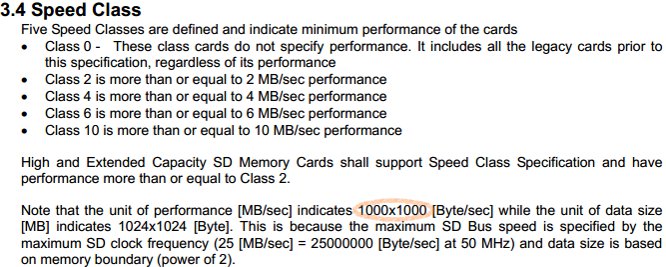 3.4 Speed Class
Five Speed Classes are defined and indicate minimum performance of the cards
• Class 0 - These class cards do not specify performance. It includes all the legacy cards prior to
this specification, regardless of its performance
• Class 2 is more than or equal to 2 MB/sec performance
• Class 4 is more than or equal to 4 MB/sec performance
• Class 6 is more than or equal to 6 MB/sec performance
• Class 10 is more than or equal to 10 MB/sec performance
High and Extended Capacity SD Memory Cards shall support Speed Class Specification and have
performance more than or equal to Class 2.
Note that the unit of performance [MB/sec] indicates 1000x1000 [Byte/sec] while the unit of data size
[MB] indicates 1024x1024 [Byte]. This is because the maximum SD Bus speed is specified by the
maximum SD clock frequency (25 [MB/sec] = 25000000 [Byte/sec] at 50 MHz) and data size is based
on memory boundary (power of 2).